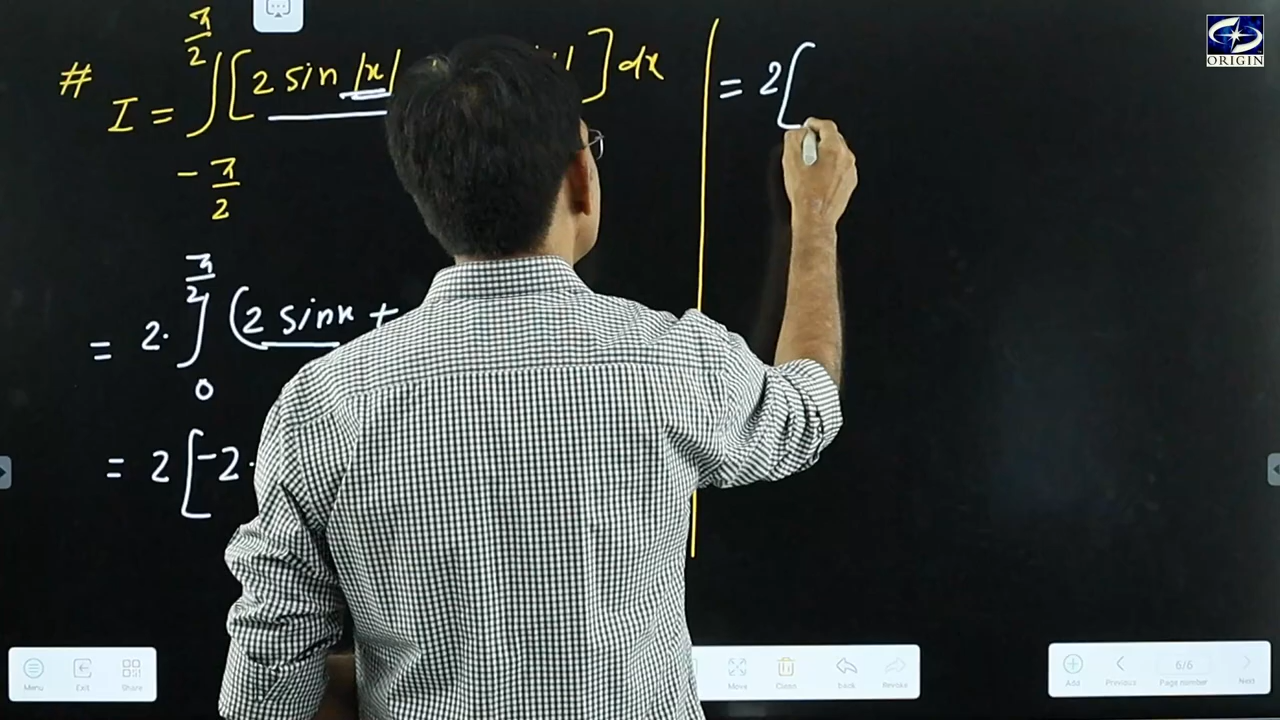 # I = ∫_{-π/2}^{π/2} [2 sin |x| ] dx
= 2· ∫_{0}^{π/2} (2 sinx +
= 2 [-2·
= 2 [
ORIGIN
Menu Exit Share
Move Clean back Revoke
Add Previous 6/6 Page number Next